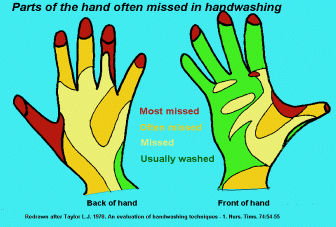 Parts of the hand often missed in handwashing
Most missed
Often missed
Missed
Usually washed
Back of hand
Front of hand
Redrawn after Taylor L.J. 1978. An evaluation of handwashing techniques - 1. Nurs. Tims. 74:54-55